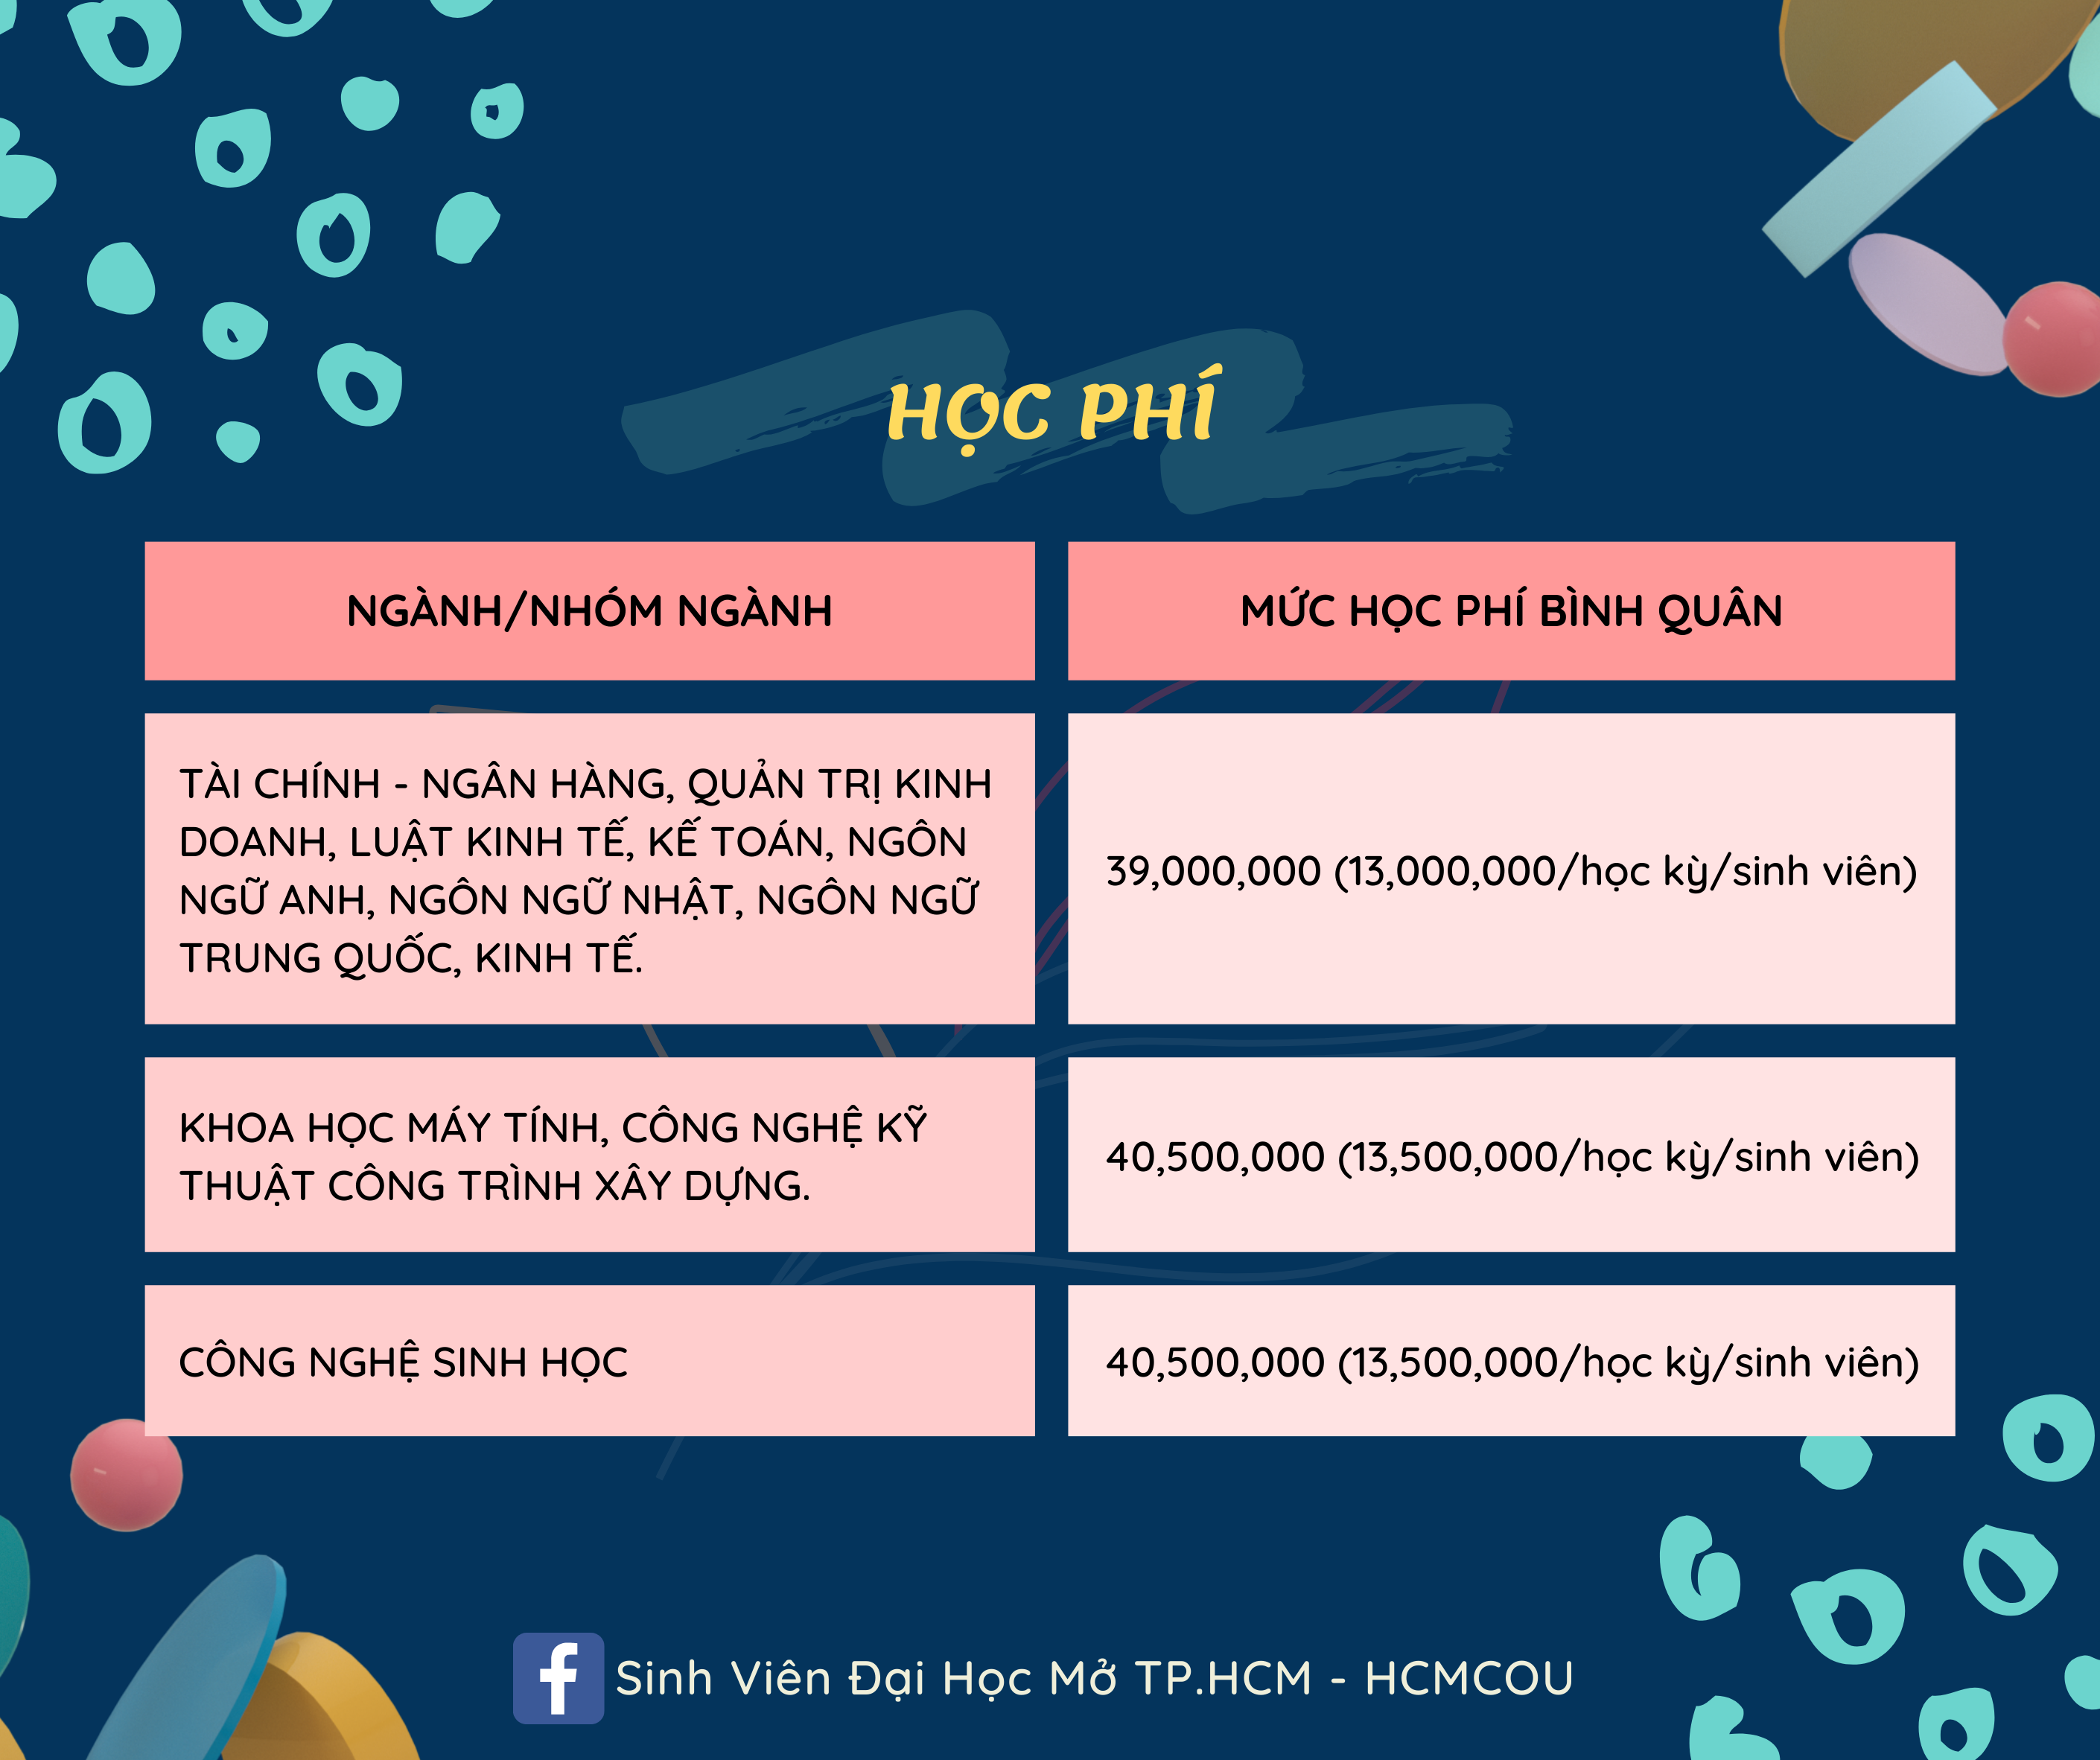 HỌC PHÍ
NGÀNH/NHÓM NGÀNH
MỨC HỌC PHÍ BÌNH QUÂN
TÀI CHÍNH - NGÂN HÀNG, QUẢN TRỊ KINH
DOANH, LUẬT KINH TẾ, KẾ TOÁN, NGÔN
NGỮ ANH, NGÔN NGỮ NHẬT, NGÔN NGỮ
TRUNG QUỐC, KINH TẾ.
39,000,000 (13,000,000/học kỳ/sinh viên)
KHOA HỌC MÁY TÍNH, CÔNG NGHỆ KỸ
THUẬT CÔNG TRÌNH XÂY DỰNG.
40,500,000 (13,500,000/học kỳ/sinh viên)
CÔNG NGHỆ SINH HỌC
40,500,000 (13,500,000/học kỳ/sinh viên)
Sinh Viên Đại Học Mở TP.HCM - HCMCOU